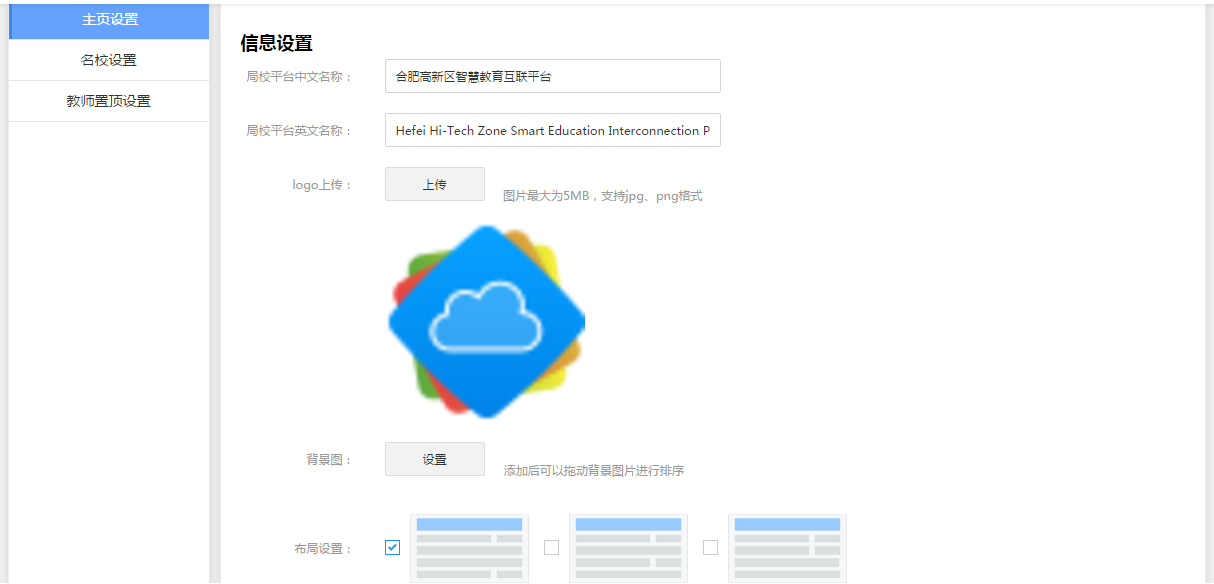 主页设置
名校设置
教师置顶设置
信息设置
局校平台中文名称：
合肥高新区智慧教育互联平台
局校平台英文名称：
Hefei Hi-Tech Zone Smart Education Interconnection P
logo上传：
上传
图片最大为5MB，支持jpg、png格式
背景图：
设置
添加后可以拖动背景图片进行排序
布局设置：